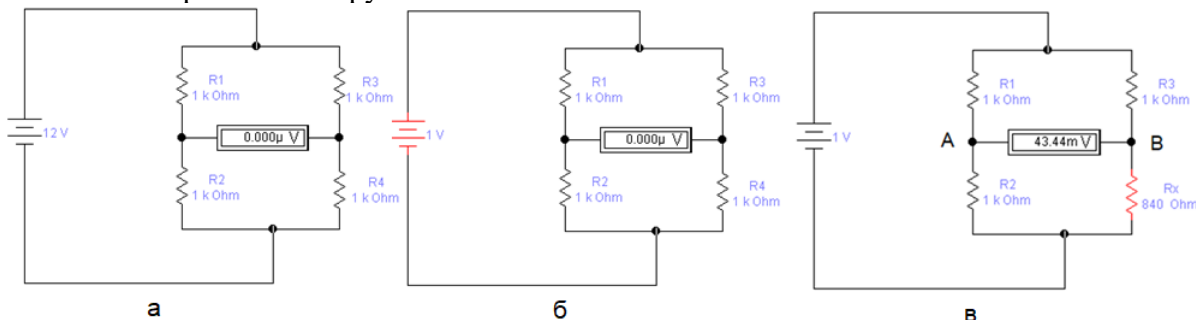 R1
1 k Ohm
R3
1 k Ohm
12 V
0.000µ V
R2
1 k Ohm
R4
1 k Ohm
а
R1
1 k Ohm
R3
1 k Ohm
1 V
0.000µ V
R2
1 k Ohm
R4
1 k Ohm
б
R1
1 k Ohm
R3
1 k Ohm
1 V
A
43.44m V
B
R2
1 k Ohm
Rx
840 Ohm
в